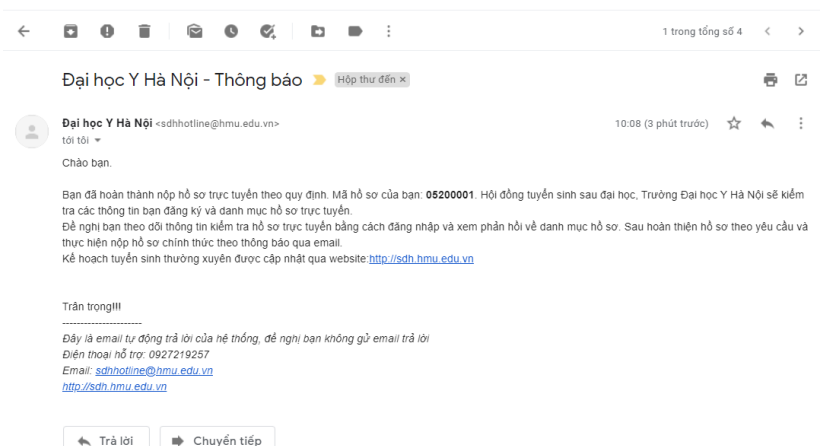 1 trong tổng số 4
Đại học Y Hà Nội - Thông báo
Hộp thư đến ×
Đại học Y Hà Nội <sdhhotline@hmu.edu.vn>
10:08 (3 phút trước)
tới tôi
Chào bạn.
Bạn đã hoàn thành nộp hồ sơ trực tuyến theo quy định. Mã hồ sơ của bạn: 05200001. Hội đồng tuyển sinh sau đại học, Trường Đại học Y Hà Nội sẽ kiểm
tra các thông tin bạn đăng ký và danh mục hồ sơ trực tuyến.
Đề nghị bạn theo dõi thông tin kiểm tra hồ sơ trực tuyến bằng cách đăng nhập và xem phản hồi về danh mục hồ sơ. Sau hoàn thiện hồ sơ theo yêu cầu và
thực hiện nộp hồ sơ chính thức theo thông báo qua email.
Kế hoạch tuyển sinh thường xuyên được cập nhật qua website:http://sdh.hmu.edu.vn
Trân trọng!!!
----------------------
Đây là email tự động trả lời của hệ thống, đề nghị bạn không gử email trả lời
Điện thoại hỗ trợ: 0927219257
Email: sdhhotline@hmu.edu.vn
http://sdh.hmu.edu.vn
Trả lời
Chuyển tiếp